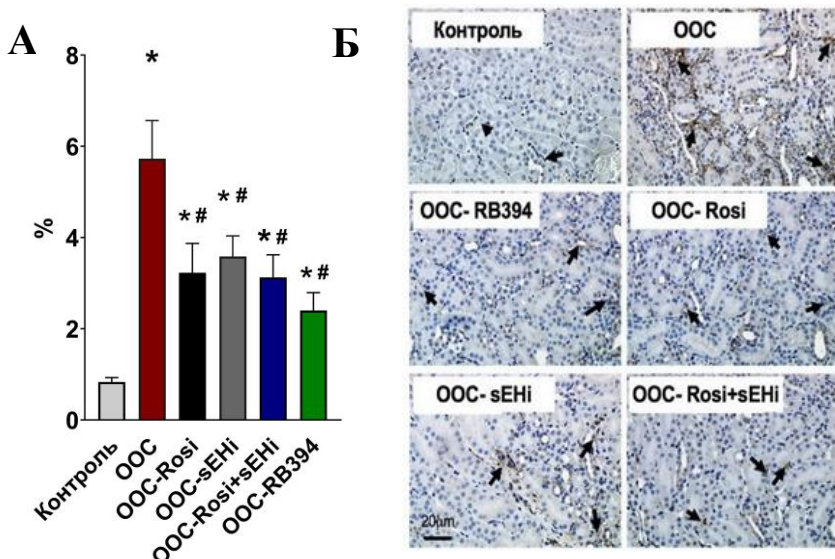 А
Б
8
6
4
2
0
%
*
* #
* #
* #
* #
Контроль
ООС
ООС-Rosi
ООС-sEHi
ООС-Rosi+sEHi
ООС-RB394
Контроль
ООС
ООС- RB394
ООС- Rosi
ООС- sEHi
ООС- Rosi+sEHi
20μm